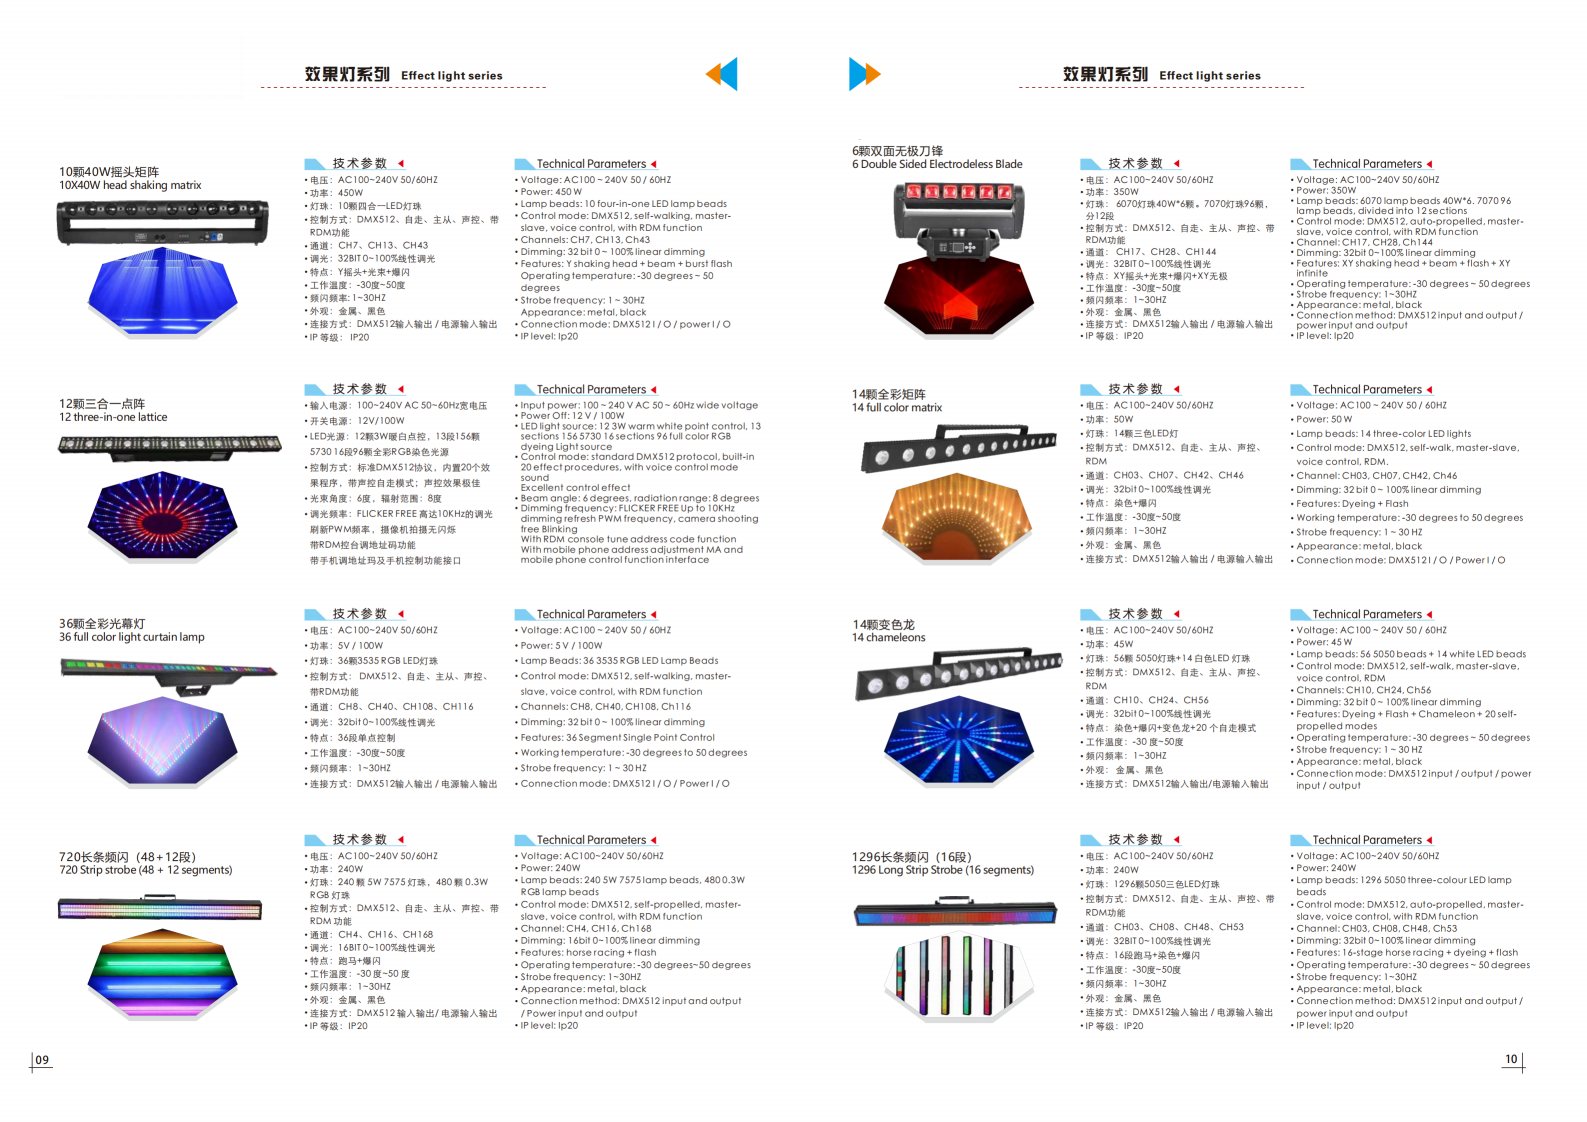 效果灯系列 Effect light series
10颗40W摇头矩阵
10X40W head shaking matrix
技术参数
• 电压：AC100~240V 50/60HZ
• 功率：450W
• 灯珠：10颗四合一LED灯珠
• 控制方式：DMX512、自走、主从、声控、带
RDM功能
• 通道：CH7、CH13、CH43
• 调光：32BIT 0~100%线性调光
• 特点：Y摇头+光束+爆闪
• 工作温度：-30度~50度
• 频闪频率: 1~30HZ
• 外观：金属、黑色
• 连接方式：DMX512输入输出 / 电源输入输出
• IP 等级： IP20
Technical Parameters
• Voltage: AC100 ~ 240V 50 / 60HZ
• Power: 450 W
• Lamp beads: 10 four-in-one LED lamp beads
• Control mode: DMX512, self-walking, master-
slave, voice control, with RDM function
• Channels: CH7, CH13, Ch43
• Dimming: 32 bit 0 ~ 100% linear dimming
• Features: Y shaking head + beam + burst flash
Operating temperature: -30 degrees ~ 50
degrees
• Strobe frequency: 1 ~ 30HZ
Appearance: metal, black
• Connection mode: DMX512 I / O / power I / O
• IP level: Ip20
12颗三合一点阵
12 three-in-one lattice
技术参数
• 输入电源：100~240V AC 50~60Hz宽电压
• 开关电源：12V/100W
• LED光源：12颗3W暖白点控，13段156颗
5730 16段96颗全彩RGB染色光源
• 控制方式：标准DMX512协议，内置20个效
果程序，带声控自走模式；声控效果极佳
• 光束角度：6度，辐射范围：8度
• 调光频率：FLICKER FREE 高达10KHz的调光
刷新PWM频率，摄像机拍摄无闪烁
带RDM控台调地址码功能
带手机调地址玛及手机控制功能接口
Technical Parameters
• Input power: 100 ~ 240 V AC 50 ~ 60Hz wide voltage
• Power Off: 12 V / 100W
• LED light source: 12 3W warm white point control, 13
sections 156 5730 16 sections 96 full color RGB
dyeing Light source
• Control mode: standard DMX512 protocol, built-in
20 effect procedures, with voice control mode
sound
Excellent control effect
• Beam angle: 6 degrees, radiation range: 8 degrees
• Dimming frequency: FLICKER FREE Up to 10KHz
dimming refresh PWM frequency, camera shooting
free Blinking
With RDM console tune address code function
With mobile phone address adjustment MA and
mobile phone control function interface
36颗全彩光幕灯
36 full color light curtain lamp
技术参数
• 电压：AC100~240V 50/60HZ
• 功率：5V / 100W
• 灯珠：36颗3535 RGB LED灯珠
• 控制方式： DMX512、自走、主从、声控、
带RDM功能
• 通道：CH8、CH40、CH108、CH116
• 调光：32bit 0~100%线性调光
• 特点：36段单点控制
• 工作温度：-30度~50度
• 频闪频率：1~30HZ
• 连接方式：DMX512输入输出 / 电源输入输出
Technical Parameters
• Voltage: AC100 ~ 240V 50 / 60HZ
• Power: 5 V / 100W
• Lamp Beads: 36 3535 RGB LED Lamp Beads
• Control mode: DMX512, self-walking, master-
slave, voice control, with RDM function
• Channels: CH8, CH40, CH108, Ch116
• Dimming: 32 bit 0 ~ 100% linear dimming
• Features: 36 Segment Single Point Control
• Working temperature: -30 degrees to 50 degrees
• Strobe frequency: 1 ~ 30 HZ
• Connection mode: DMX512 I / O / Power I / O
720长条频闪（48 + 12段）
720 Strip strobe (48 + 12 segments)
技术参数
• 电压：AC100~240V 50/60HZ
• 功率：240W
• 灯珠：240 颗 5W 7575 灯珠，480 颗 0.3W
RGB 灯珠
• 控制方式：DMX512、自走、主从、声控、带
RDM 功能
• 通道：CH4、CH16、CH168
• 调光：16BIT 0~100%线性调光
• 特点：跑马+爆闪
• 工作温度：-30 度~50 度
• 频闪频率：1~30HZ
• 外观：金属、黑色
• 连接方式：DMX512 输入输出/ 电源输入输出
• IP 等级： IP20
Technical Parameters
• Voltage: AC100~240V 50/60HZ
• Power: 240W
• Lamp beads: 240 5W 7575 lamp beads, 480 0.3W
RGB lamp beads
• Control mode: DMX512, self-propelled, master-
slave, voice control, with RDM function
• Channel: CH4, CH16, Ch168
• Dimming: 16bit 0~100% linear dimming
• Features: horse racing + flash
• Operating temperature: -30 degrees~50 degrees
• Strobe frequency: 1~30HZ
• Appearance: metal, black
• Connection method: DMX512 input and output
/ Power input and output
• IP level: Ip20
09
效果灯系列 Effect light series
6颗双面无极刀锋
6 Double Sided Electrodeless Blade
技术参数
• 电压：AC100~240V 50/60HZ
• 功率：350W
• 灯珠： 6070灯珠40W*6颗。7070灯珠96颗，
分12段
• 控制方式：DMX512、自走、主从、声控、带
RDM功能
• 通道： CH17、CH28、CH144
• 调光：32BIT 0~100%线性调光
• 特点：XY摇头+光束+爆闪+XY无极
• 工作温度：-30度~50度
• 频闪频率：1~30HZ
• 外观：金属、黑色
• 连接方式：DMX512输入输出 / 电源输入输出
• IP 等级： IP20
Technical Parameters
• Voltage: AC100~240V 50/60HZ
• Power: 350W
• Lamp beads: 6070 lamp beads 40W*6. 7070 96
lamp beads, divided into 12 sections
• Control mode: DMX512, auto-propelled, master-
slave, voice control, with RDM function
• Channel: CH17, CH28, Ch144
• Dimming: 32bit 0~100% linear dimming
• Features: XY shaking head + beam + flash + XY
infinite
• Operating temperature: -30 degrees ~ 50 degrees
• Strobe frequency: 1~30HZ
• Appearance: metal, black
• Connection method: DMX512 input and output /
power input and output
• IP level: Ip20
14颗全彩矩阵
14 full color matrix
技术参数
• 电压：AC100~240V 50/60HZ
• 功率：50W
• 灯珠：14颗三色LED灯
• 控制方式：DMX512、自走、主从、声控、
RDM
• 通道：CH03、CH07、CH42、CH46
• 调光：32bit 0~100%线性调光
• 特点：染色+爆闪
• 工作温度：-30度~50度
• 频闪频率：1~30HZ
• 外观：金属、黑色
• 连接方式：DMX512输入输出 / 电源输入输出
Technical Parameters
• Voltage: AC100 ~ 240V 50 / 60HZ
• Power: 50 W
• Lamp beads: 14 three-color LED lights
• Control mode: DMX512, self-walk, master-slave,
voice control, RDM.
• Channel: CH03, CH07, CH42, Ch46
• Dimming: 32 bit 0 ~ 100% linear dimming
• Features: Dyeing + Flash
• Working temperature: -30 degrees to 50 degrees
• Strobe frequency: 1 ~ 30 HZ
• Appearance: metal, black
• Connection mode: DMX512 I / O / Power I / O
14颗变色龙
14 chameleons
技术参数
• 电压：AC100~240V 50/60HZ
• 功率：45W
• 灯珠：56颗 5050灯珠+14 白色LED 灯珠
• 控制方式：DMX512、自走、主从、声控、
RDM
• 通道：CH10、CH24、CH56
• 调光：32bit 0~100%线性调光
• 特点：染色+爆闪+变色龙+20 个自走模式
• 工作温度：-30 度~50度
• 频闪频率：1~30HZ
• 外观： 金属、黑色
• 连接方式：DMX512输入输出/电源输入输出
Technical Parameters
• Voltage: AC100 ~ 240V 50 / 60HZ
• Power: 45 W
• Lamp beads: 56 5050 beads + 14 white LED beads
• Control mode: DMX512, self-walk, master-slave,
voice control, RDM
• Channels: CH10, CH24, Ch56
• Dimming: 32 bit 0 ~ 100% linear dimming
• Features: Dyeing + Flash + Chameleon + 20 self-
propelled modes
• Operating temperature: -30 degrees ~ 50 degrees
• Strobe frequency: 1 ~ 30 HZ
• Appearance: metal, black
• Connection mode: DMX512 input / output / power
input / output
1296长条频闪（16段）
1296 Long Strip Strobe (16 segments)
技术参数
• 电压：AC100~240V 50/60HZ
• 功率：240W
• 灯珠：1296颗5050三色LED灯珠
• 控制方式：DMX512、自走、主从、声控、带
RDM功能
• 通道：CH03、CH08、CH48、CH53
• 调光：32BIT 0~100%线性调光
• 特点：16段跑马+染色+爆闪
• 工作温度：-30度~50度
• 频闪频率：1~30HZ
• 外观：金属、黑色
• 连接方式：DMX512输入输出 / 电源输入输出
• IP 等级： IP20
Technical Parameters
• Voltage: AC100~240V 50/60HZ
• Power: 240W
• Lamp beads: 1296 5050 three-colour LED lamp
beads
• Control mode: DMX512, auto-propelled, master-
slave, voice control, with RDM function
• Channel: CH03, CH08, CH48, Ch53
• Dimming: 32bit 0~100% linear dimming
• Features: 16-stage horse racing + dyeing + flash
• Operating temperature: -30 degrees ~ 50 degrees
• Strobe frequency: 1~30HZ
• Appearance: metal, black
• Connection method: DMX512 input and output /
power input and output
• IP level: Ip20
10